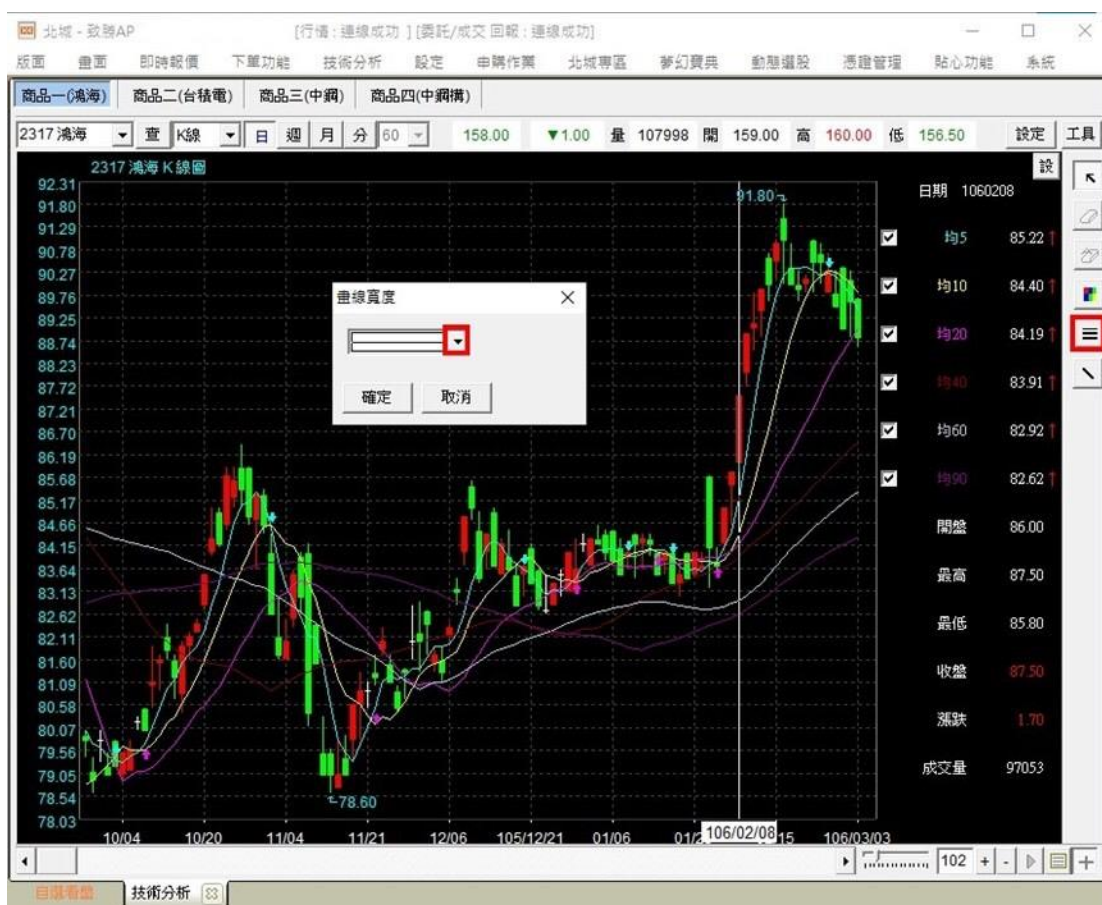 北城 - 致勝AP [行情 : 連線成功 ] [委託/成交 回報 : 連線成功]
版面 畫面 即時報價 下單功能 技術分析 設定 申購作業 北城專區 夢幻寶典 動態選股 憑證管理 貼心功能 系統
商品一(鴻海) 商品二(台積電) 商品三(中鋼) 商品四(中鋼構)
2317 鴻海 查 K線 日 週 月 分 60 158.00 ▼1.00 量 107998 開 159.00 高 160.00 低 156.50 設定 工具
2317 鴻海 K 線圖 設
92.31
91.80
91.29
90.78
90.27
89.76
89.25
88.74
88.23
87.72
87.21
86.70
86.19
85.68
85.17
84.66
84.15
83.64
83.13
82.62
82.11
81.60
81.09
80.58
80.07
79.56
79.05
78.54
78.03
91.80
78.60
畫線寬度
確定 取消
日期 1060208
均5 85.22↑
均10 84.40↑
均20 84.19↑
均40 83.91↑
均60 82.92↑
均90 82.62↑
開盤 86.00
最高 87.50
最低 85.80
收盤 87.50
漲跌 1.70
成交量 97053
10/04 10/20 11/04 11/21 12/06 105/12/21 01/06 01/2 106/02/08 15 106/03/03
102 + -
自選看盤 技術分析